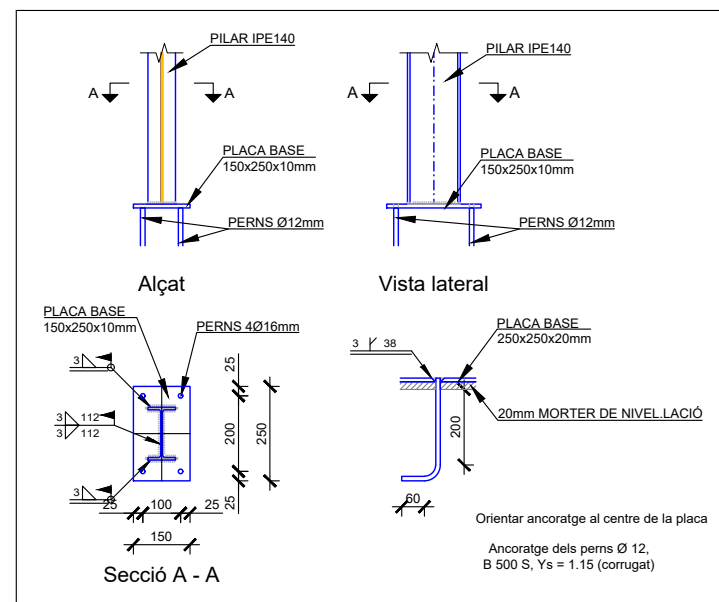 PILAR IPE140
A A
PLACA BASE
150x250x10mm
PERNS Ø12mm
Alçat
PILAR IPE140
A A
PLACA BASE
150x250x10mm
PERNS Ø12mm
Vista lateral
PLACA BASE
150x250x10mm
PERNS 4Ø16mm
3
3 112
3 112
3
25
200
250
25
25 100 25
150
Secció A - A
3 38
PLACA BASE
250x250x20mm
20mm MORTER DE NIVEL.LACIÓ
200
60
Orientar ancoratge al centre de la placa
Ancoratge dels perns Ø 12,
B 500 S, Ys = 1.15 (corrugat)